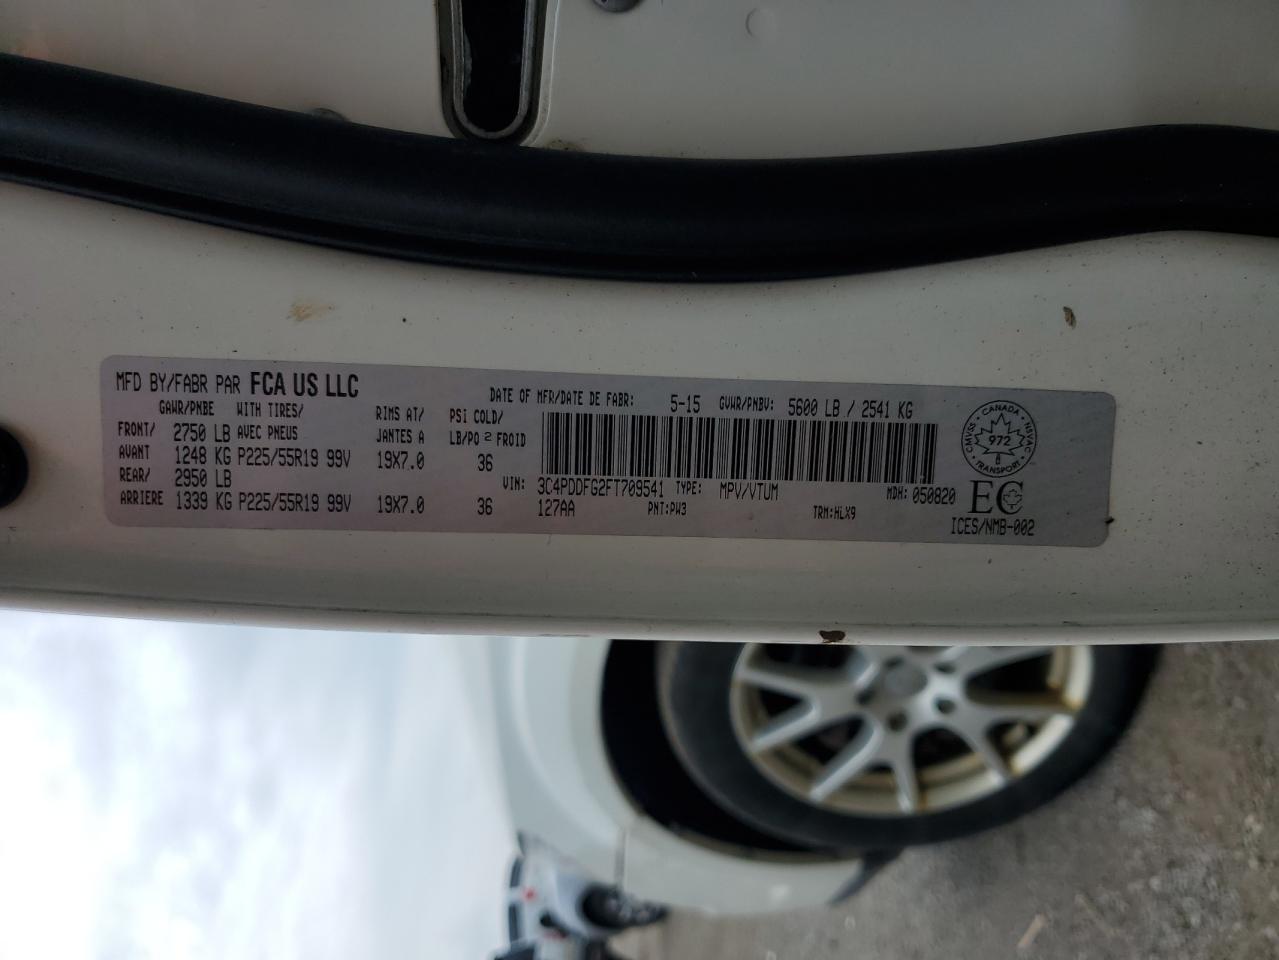 MFD BY/FABR PAR FCA US LLC
DATE OF MFR/DATE DE FABR: 5-15 GVWR/PNBV: 5600 LB / 2541 KG
GAWR/PNBE WITH TIRES/ RIMS AT/ PSI COLD/
FRONT/ 2750 LB AVEC PNEUS JANTES A LB/PO² FROID
AVANT 1248 KG P225/55R19 99V 19X7.0 36
REAR/ 2950 LB
ARRIERE 1339 KG P225/55R19 99V 19X7.0 36
VIN: 3C4PDDFG2FT709541 TYPE: MPV/VTUM MDH: 050820
127AA PNT:PW3 TRM:HLX9
CMVSS · CANADA · NSVAC
972
TRANSPORT
EC
ICES/NMB-002